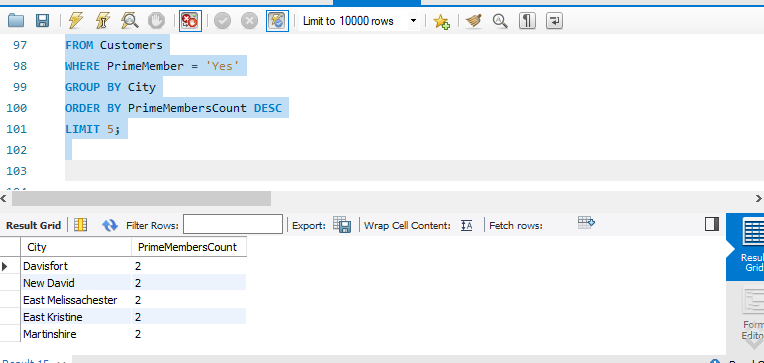 Limit to 10000 rows
97 FROM Customers
98 WHERE PrimeMember = 'Yes'
99 GROUP BY City
100 ORDER BY PrimeMembersCount DESC
101 LIMIT 5;
102
103
Result Grid Filter Rows: Export: Wrap Cell Content: Fetch rows:
City PrimeMembersCount
Davisfort 2
New David 2
East Melissachester 2
East Kristine 2
Martinshire 2
Grid
Form